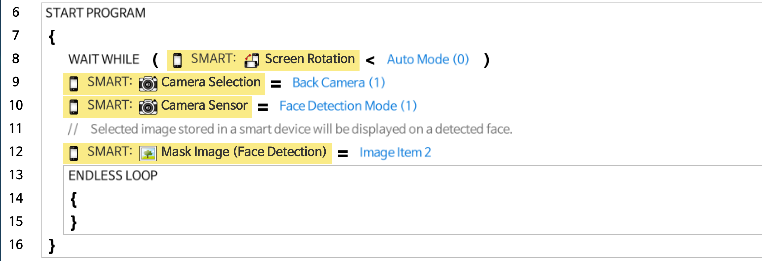 6 START PROGRAM
7 {
8 WAIT WHILE ( SMART: Screen Rotation < Auto Mode (0) )
9 SMART: Camera Selection = Back Camera (1)
10 SMART: Camera Sensor = Face Detection Mode (1)
11 // Selected image stored in a smart device will be displayed on a detected face.
12 SMART: Mask Image (Face Detection) = Image Item 2
13 ENDLESS LOOP
14 {
15 }
16 }